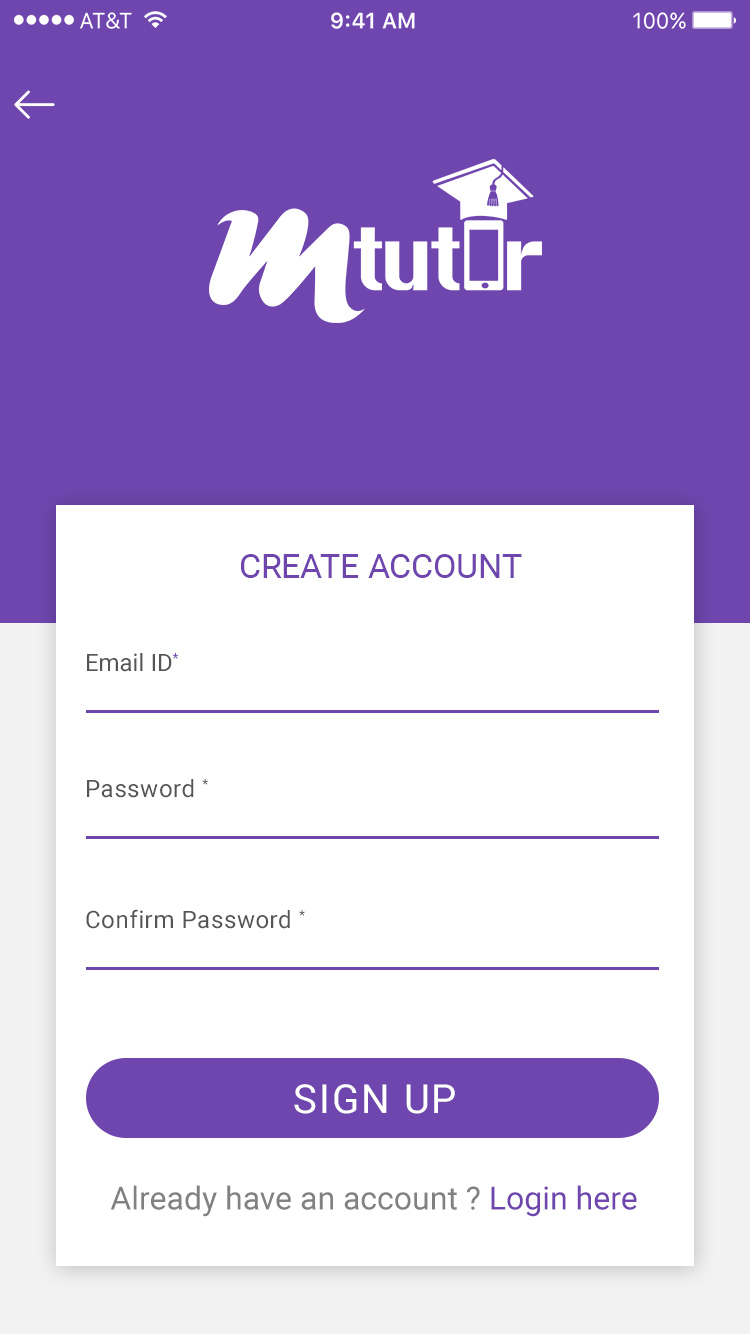 AT&T 9:41 AM 100%
Mtutor
CREATE ACCOUNT
Email ID*
Password *
Confirm Password *
SIGN UP
Already have an account ? Login here